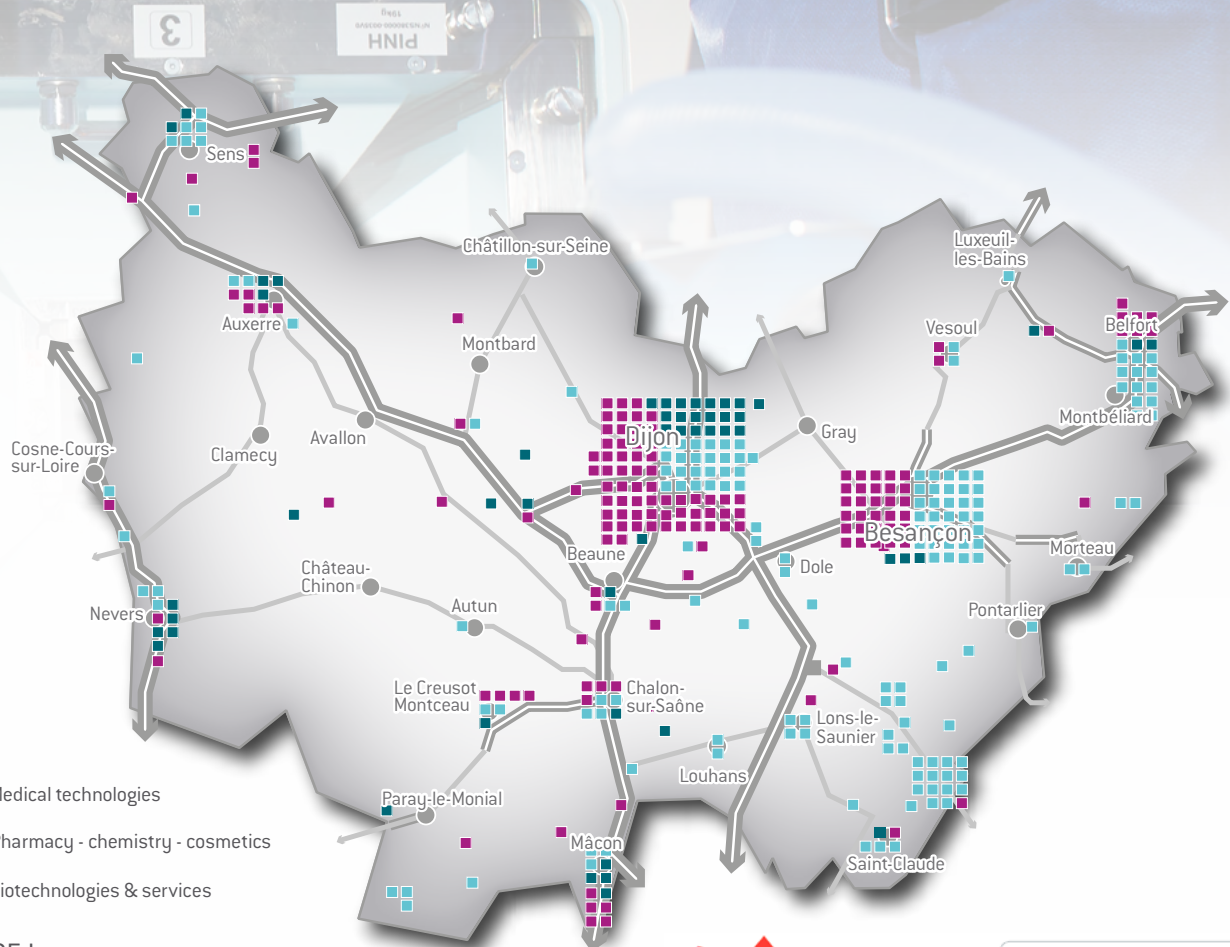 3
PINH
19kg
Sens
Châtillon-sur-Seine
Luxeuil-
les-Bains
Auxerre
Montbard
Vesoul
Belfort
Montbéliard
Avallon
Clamecy
Dijon
Gray
Cosne-Cours-
sur-Loire
Besançon
Beaune
Dole
Morteau
Château-
Chinon
Nevers
Autun
Pontarlier
Le Creusot
Montceau
Chalon-
sur-Saône
Lons-le-
Saunier
Louhans
Paray-le-Monial
Mâcon
Saint-Claude
edical technologies
harmacy - chemistry - cosmetics
iotechnologies & services